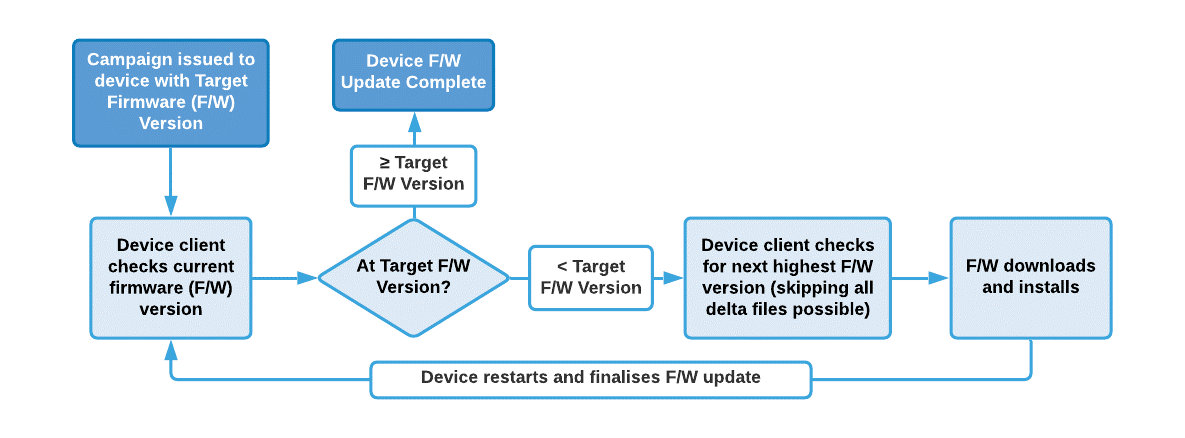 Campaign issued to
device with Target
Firmware (F/W)
Version
Device F/W
Update Complete
≥ Target
F/W Version
Device client
checks current
firmware (F/W)
version
At Target F/W
Version?
< Target
F/W Version
Device client checks
for next highest F/W
version (skipping all
delta files possible)
F/W downloads
and installs
Device restarts and finalises F/W update